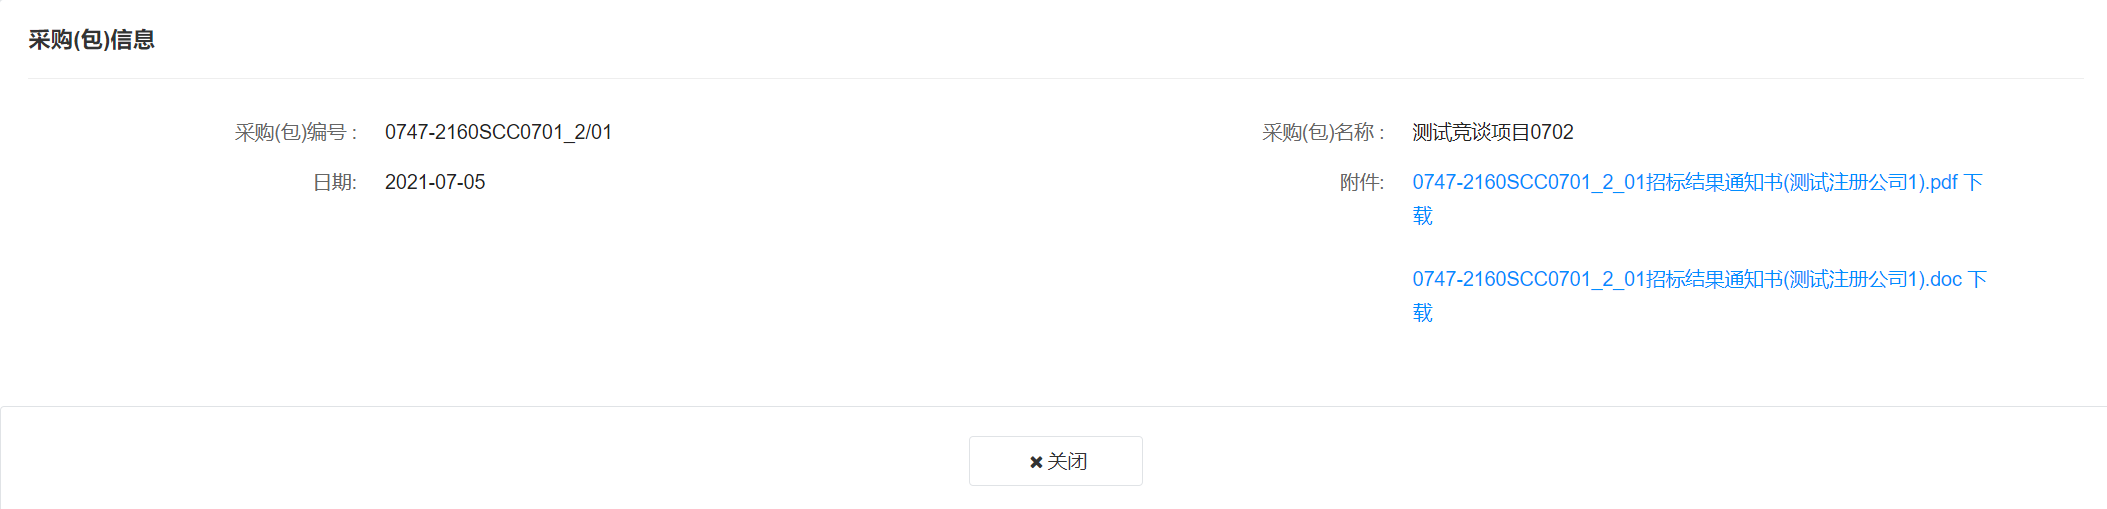 采购(包)信息
采购(包)编号 : 0747-2160SCC0701_2/01 采购(包)名称 : 测试竞谈项目0702
日期: 2021-07-05 附件: 0747-2160SCC0701_2_01招标结果通知书(测试注册公司1).pdf 下
载
0747-2160SCC0701_2_01招标结果通知书(测试注册公司1).doc 下
载
✖ 关闭